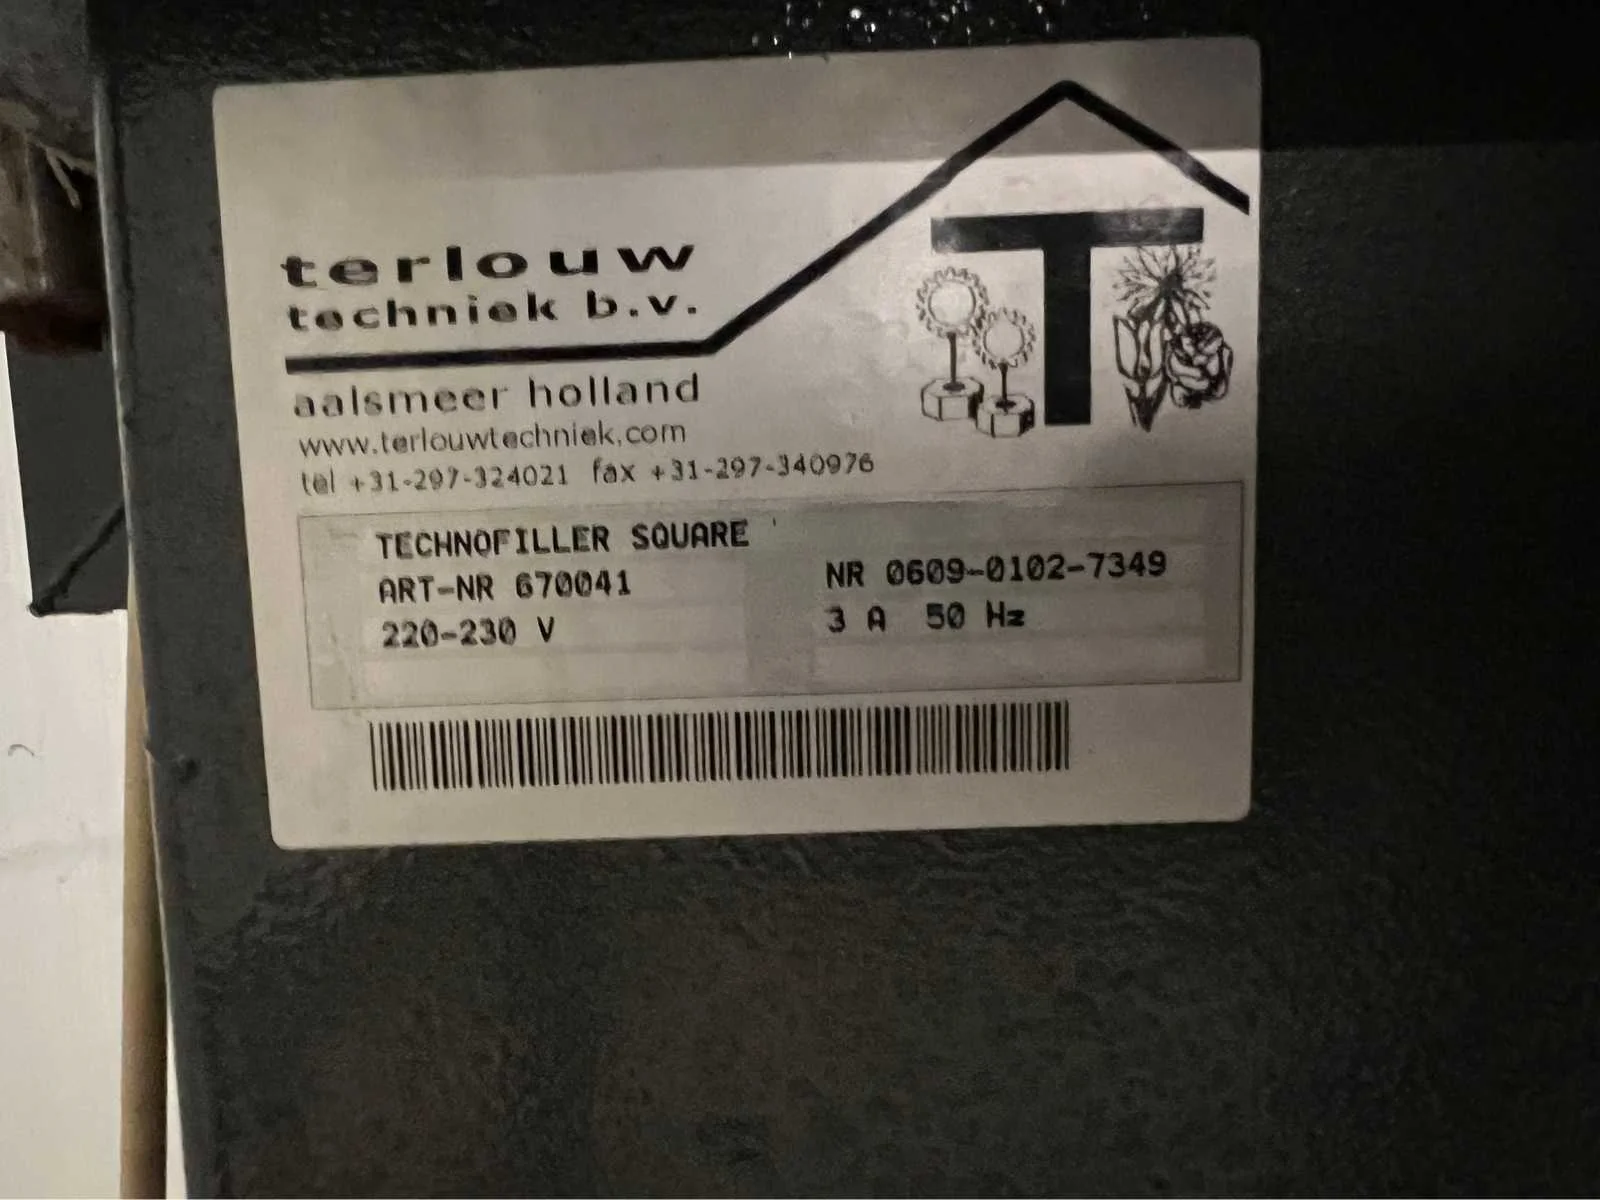 terlouw
techniek b.v.
aalsmeer holland
www.terlouwtechniek.com
tel +31-297-324021 fax +31-297-340976
T
TECHNOFILLER SQUARE
ART-NR 670041 NR 0609-0102-7349
220-230 V 3 A 50 Hz